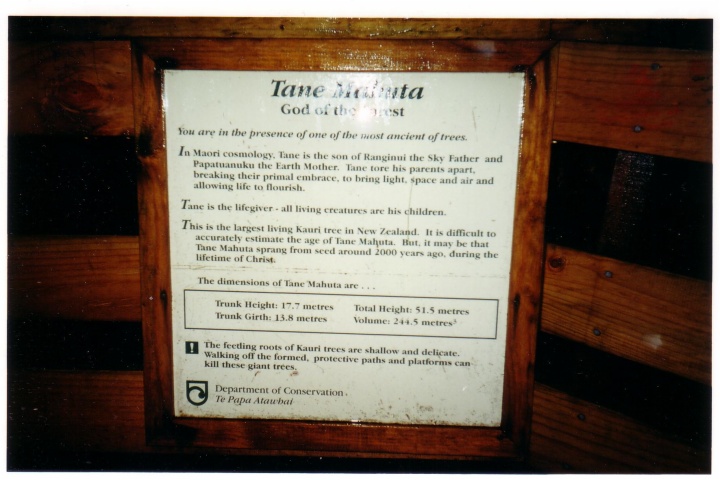 Tane Mahuta
God of the Forest
You are in the presence of one of the most ancient of trees.
In Maori cosmology, Tane is the son of Ranginui the Sky Father and
Papatuanuku the Earth Mother. Tane tore his parents apart,
breaking their primal embrace, to bring light, space and air and
allowing life to flourish.
Tane is the lifegiver - all living creatures are his children.
This is the largest living Kauri tree in New Zealand. It is difficult to
accurately estimate the age of Tane Mahuta. But, it may be that
Tane Mahuta sprang from seed around 2000 years ago, during the
lifetime of Christ.
The dimensions of Tane Mahuta are . . .
Trunk Height: 17.7 metres Total Height: 51.5 metres
Trunk Girth: 13.8 metres Volume: 244.5 metres³
! The feetling roots of Kauri trees are shallow and delicate.
Walking off the formed, protective paths and platforms can
kill these giant trees.
Department of Conservation
Te Papa Atawhai